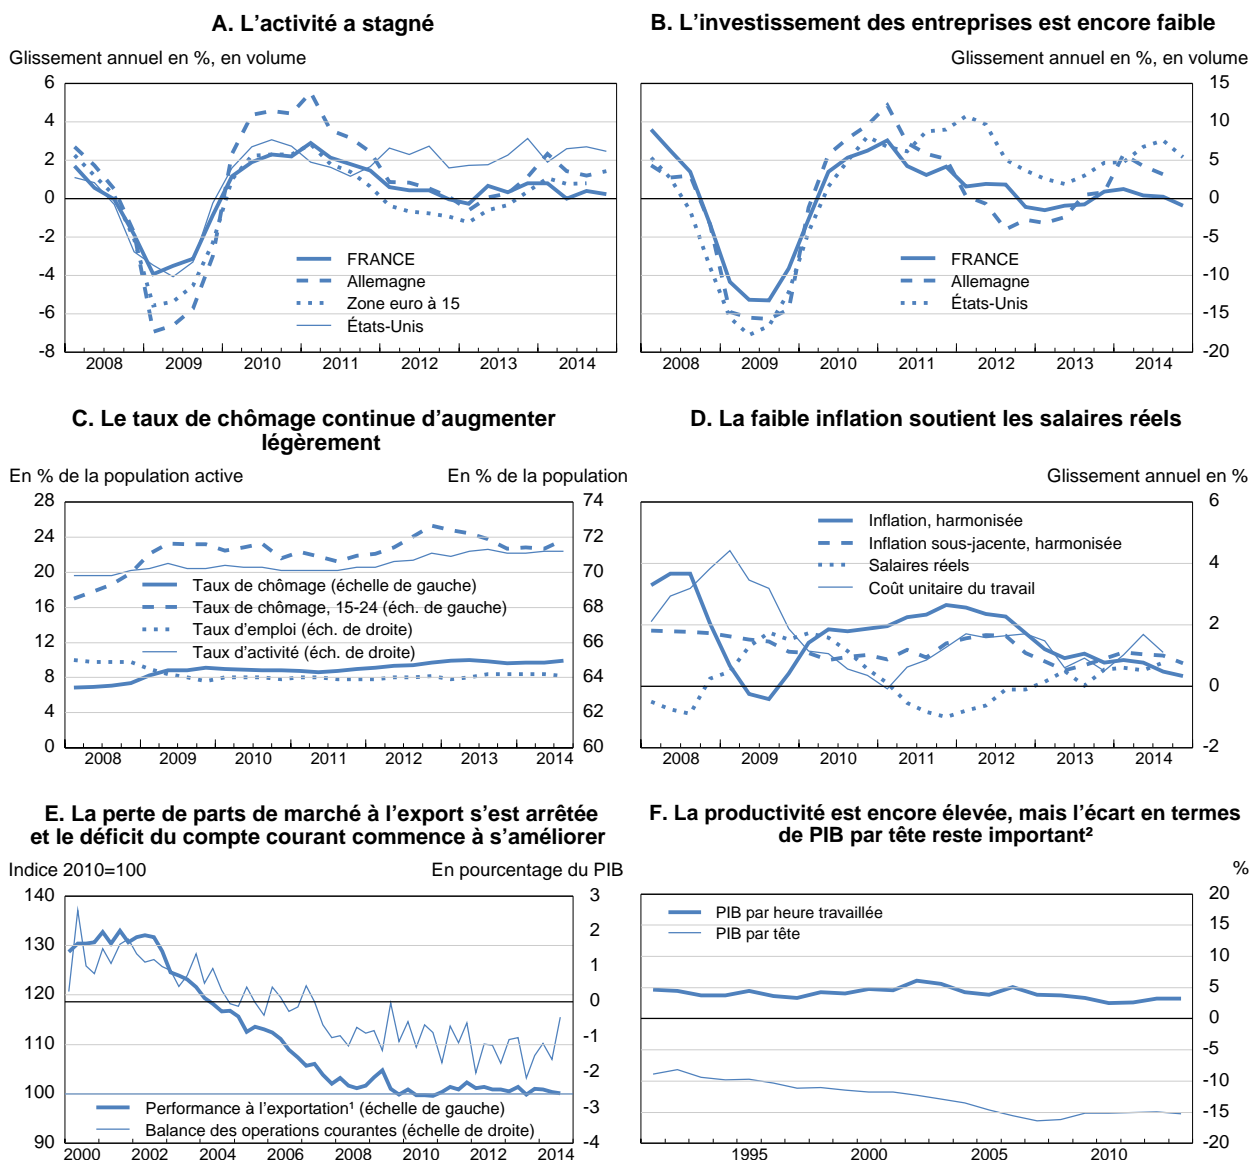 A. L'activité a stagné
Glissement annuel en %, en volume
6
4
2
0
-2
-4
-6
-8
FRANCE
Allemagne
Zone euro à 15
États-Unis
2008 2009 2010 2011 2012 2013 2014
B. L'investissement des entreprises est encore faible
Glissement annuel en %, en volume
15
10
5
0
-5
-10
-15
-20
FRANCE
Allemagne
États-Unis
2008 2009 2010 2011 2012 2013 2014
C. Le taux de chômage continue d'augmenter
légèrement
En % de la population active
En % de la population
28
24
20
16
12
8
4
0
74
72
70
68
66
64
62
60
Taux de chômage (échelle de gauche)
Taux de chômage, 15-24 (éch. de gauche)
Taux d'emploi (éch. de droite)
Taux d'activité (éch. de droite)
2008 2009 2010 2011 2012 2013 2014
D. La faible inflation soutient les salaires réels
Glissement annuel en %
6
4
2
0
-2
Inflation, harmonisée
Inflation sous-jacente, harmonisée
Salaires réels
Coût unitaire du travail
2008 2009 2010 2011 2012 2013 2014
E. La perte de parts de marché à l'export s'est arrêtée
et le déficit du compte courant commence à s'améliorer
Indice 2010=100
En pourcentage du PIB
140
130
120
110
100
90
3
2
1
0
-1
-2
-3
-4
Performance à l'exportation¹ (échelle de gauche)
Balance des operations courantes (échelle de droite)
2000 2002 2004 2006 2008 2010 2012 2014
F. La productivité est encore élevée, mais l'écart en termes
de PIB par tête reste important²
%
20
15
10
5
0
-5
-10
-15
-20
PIB par heure travaillée
PIB par tête
1995 2000 2005 2010